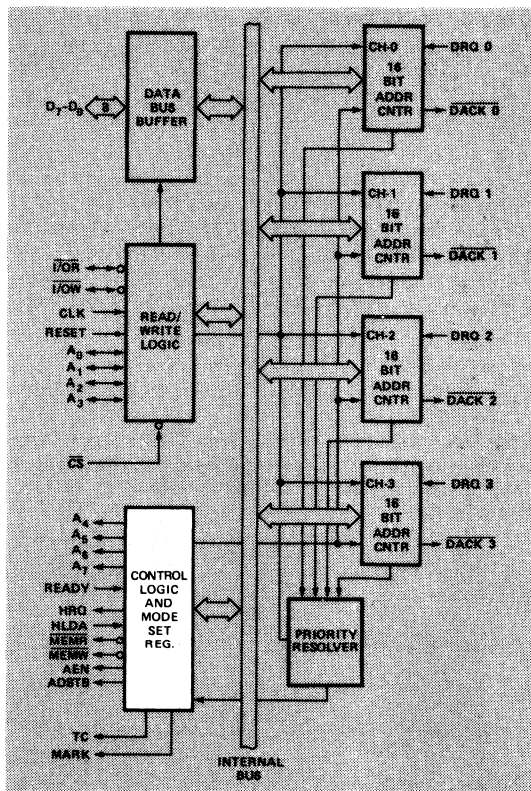 D7-D0
8
DATA
BUS
BUFFER
I/OR
I/OW
CLK
RESET
A0
A1
A2
A3
READ/
WRITE
LOGIC
CS
A4
A5
A6
A7
READY
HRQ
HLDA
MEMR
MEMW
AEN
ADSTB
TC
MARK
CONTROL
LOGIC
AND
MODE
SET
REG.
INTERNAL
BUS
CH-0
16
BIT
ADDR
CNTR
DRQ 0
DACK 0
CH-1
16
BIT
ADDR
CNTR
DRQ 1
DACK 1
CH-2
16
BIT
ADDR
CNTR
DRQ 2
DACK 2
CH-3
16
BIT
ADDR
CNTR
DRQ 3
DACK 3
PRIORITY
RESOLVER